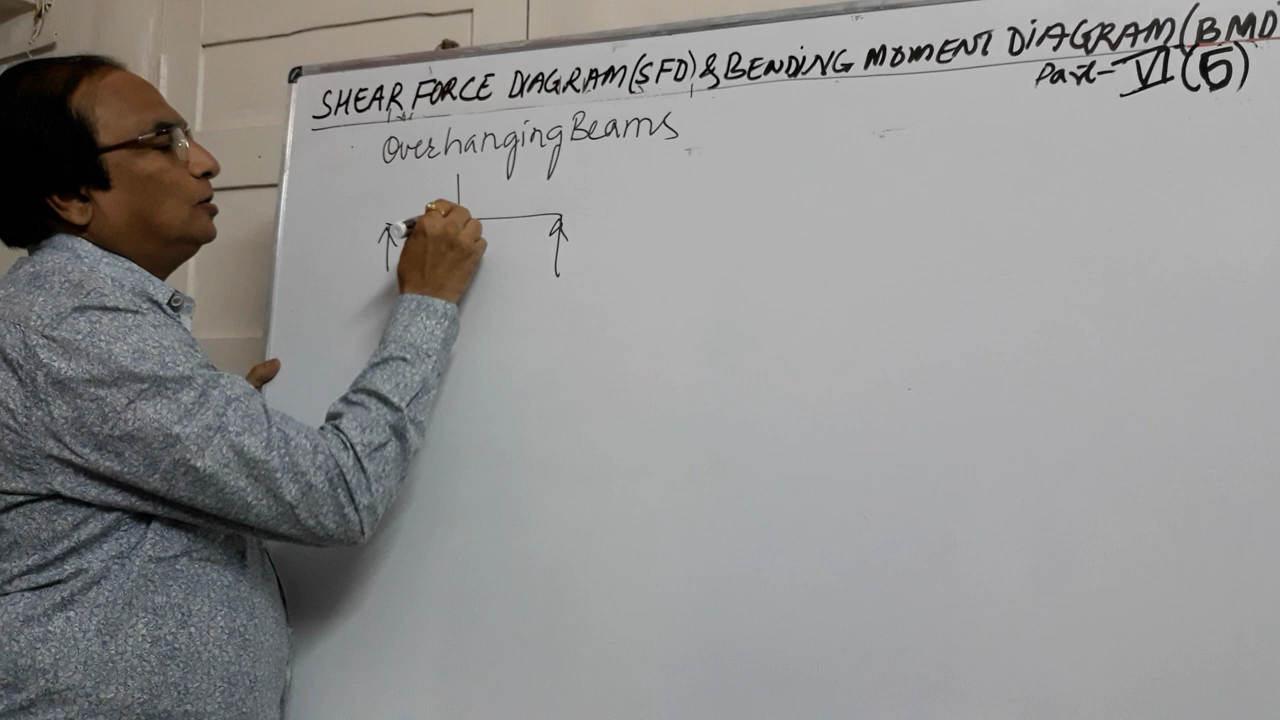 SHEAR FORCE DIAGRAM(SFD) & BENDING MOMENT DIAGRAM(BMD
Part-VI(5)
Overhanging Beams